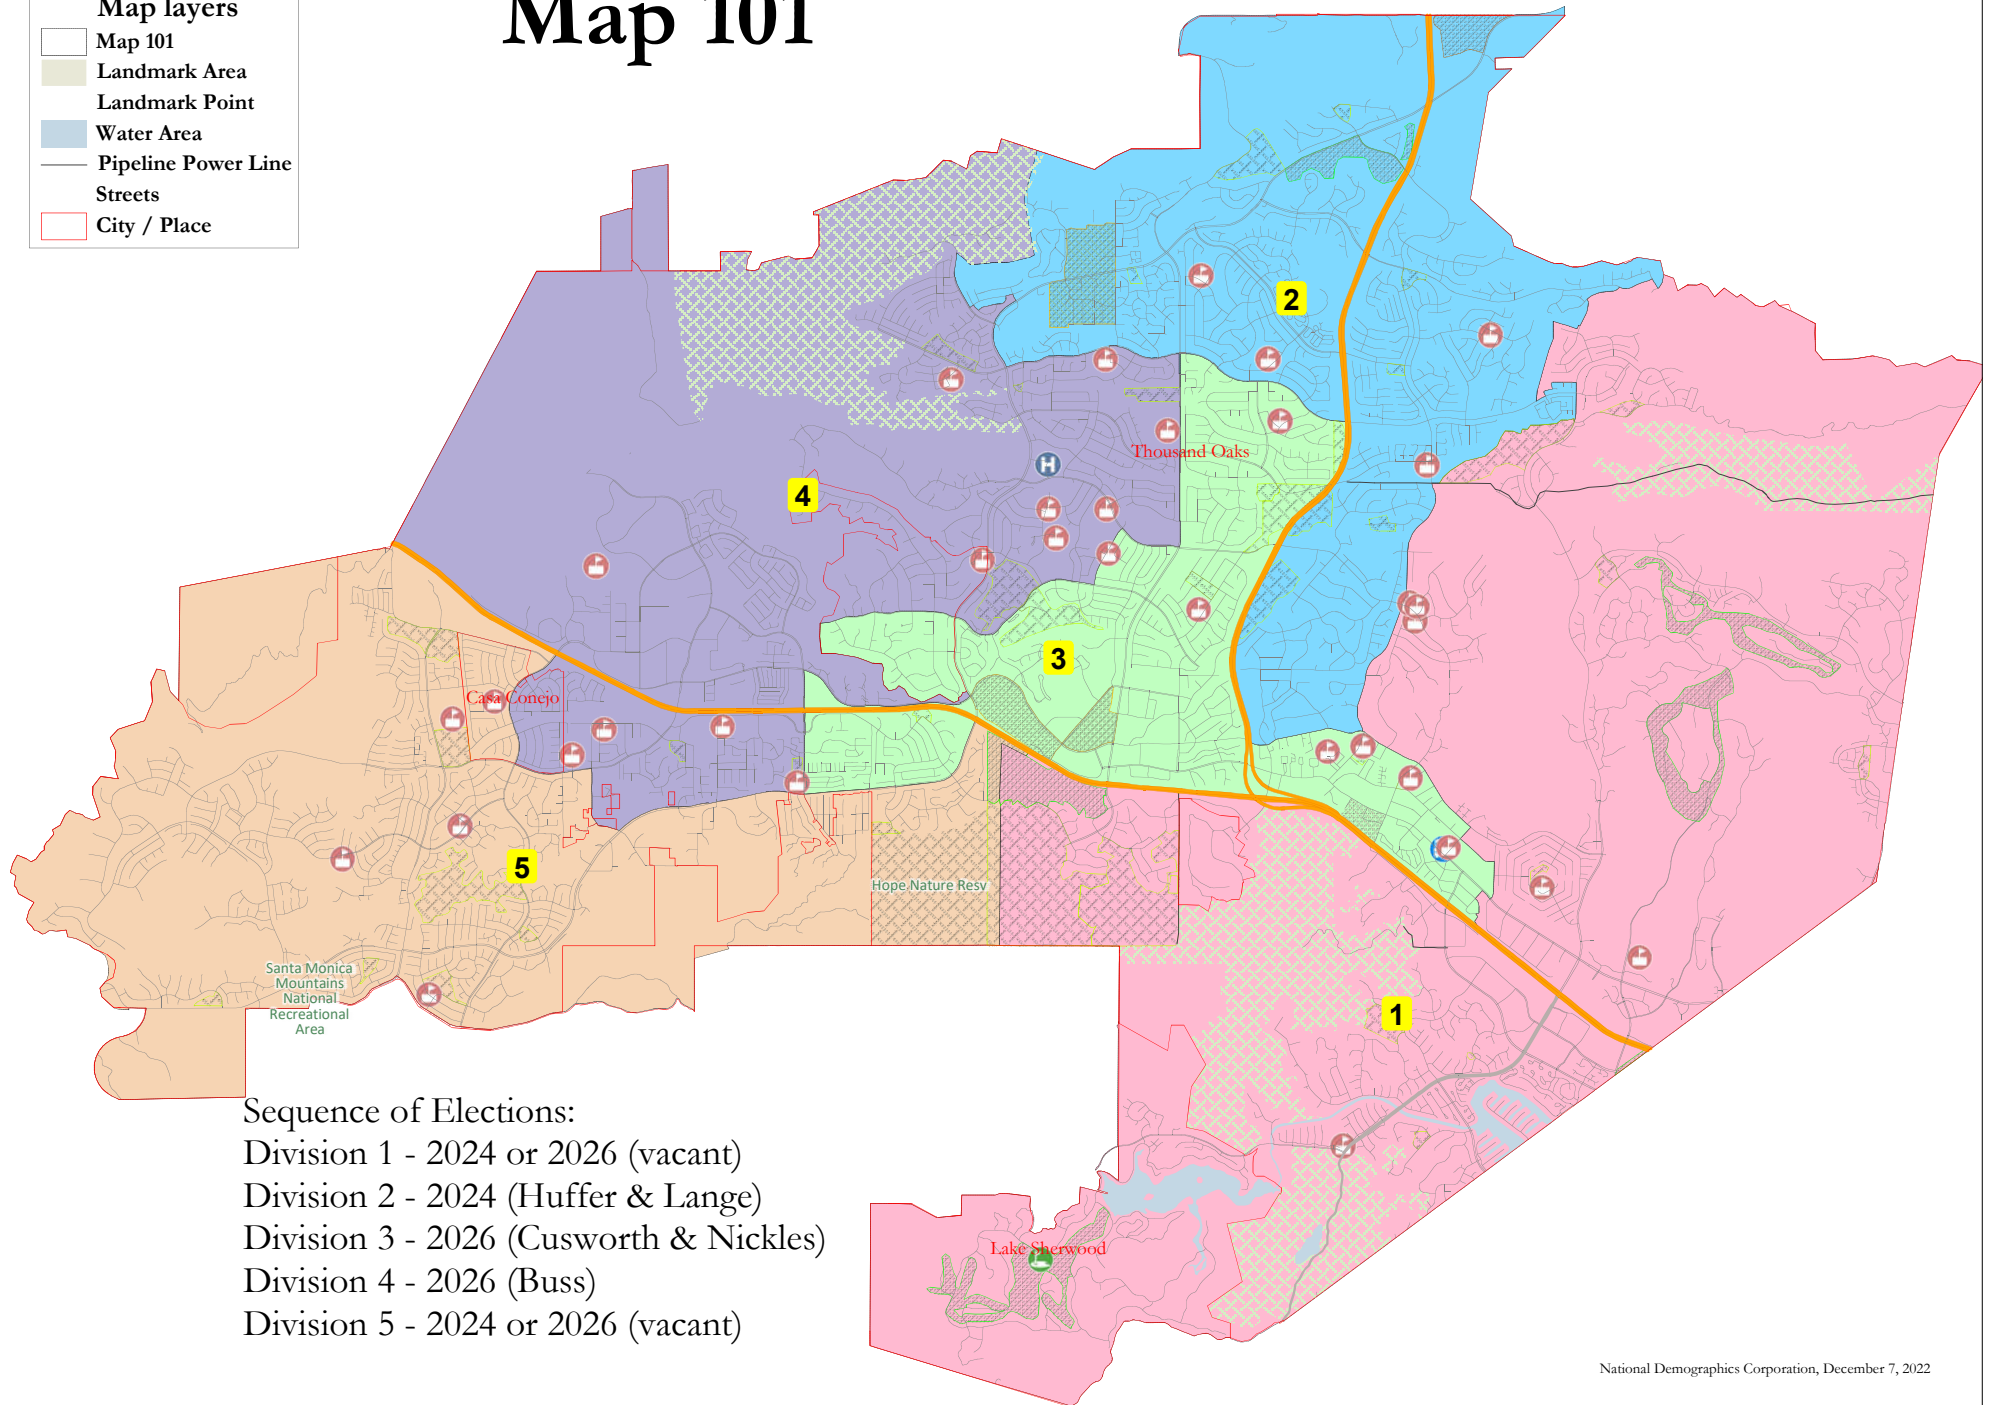 Map layers
Map 101
Landmark Area
Landmark Point
Water Area
Pipeline Power Line
Streets
City / Place
Map 101
2
Thousand Oaks
H
4
3
Casa Conejo
5
Hope Nature Resv
Santa Monica
Mountains
National
Recreational
Area
1
Lake Sherwood
Sequence of Elections:
Division 1 - 2024 or 2026 (vacant)
Division 2 - 2024 (Huffer & Lange)
Division 3 - 2026 (Cusworth & Nickles)
Division 4 - 2026 (Buss)
Division 5 - 2024 or 2026 (vacant)
National Demographics Corporation, December 7, 2022